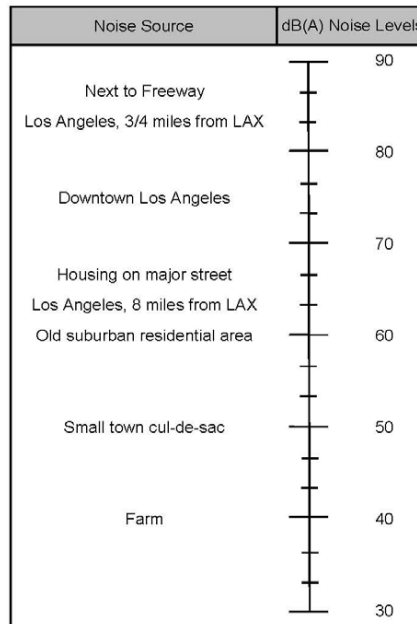 Noise Source dB(A) Noise Levels
90
Next to Freeway
Los Angeles, 3/4 miles from LAX
80
Downtown Los Angeles
70
Housing on major street
Los Angeles, 8 miles from LAX
Old suburban residential area 60
Small town cul-de-sac 50
Farm 40
30